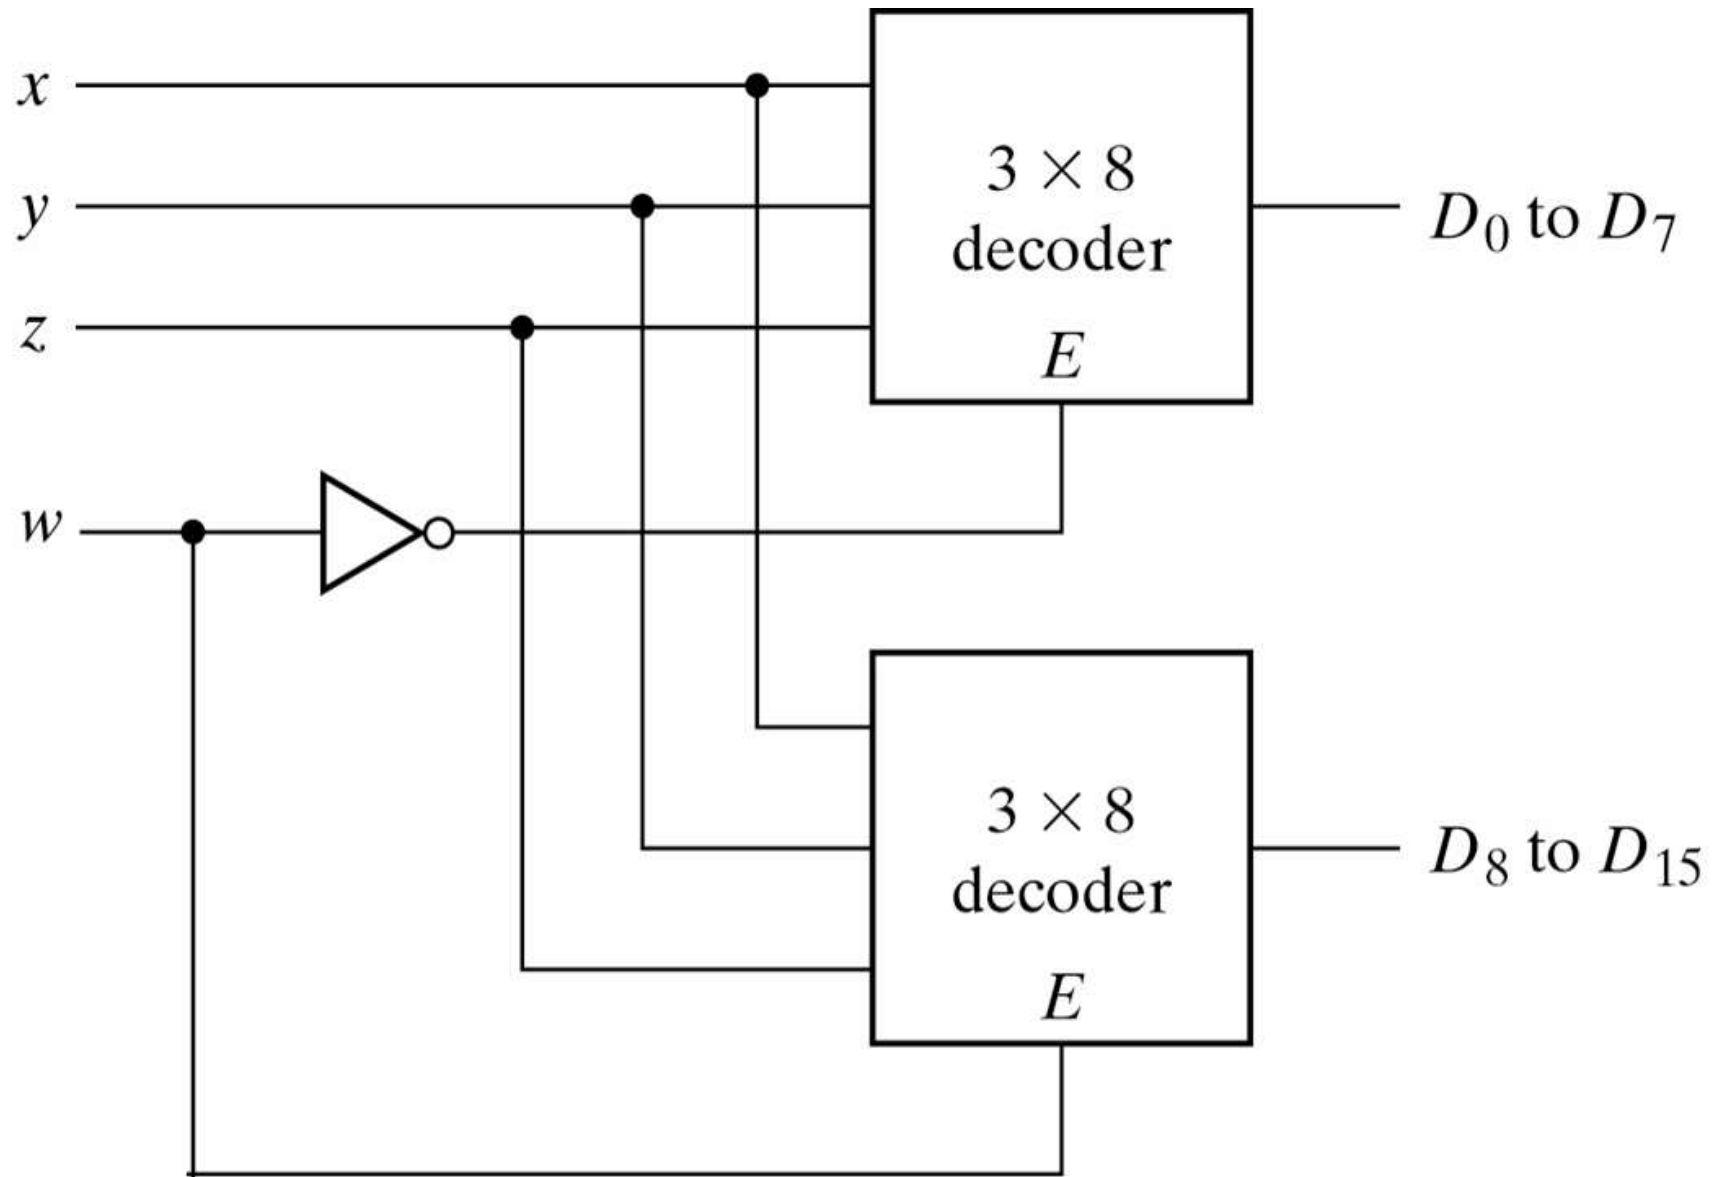 x
3 × 8
decoder
y
D₀ to D₇
z
E
w
3 × 8
decoder
D₈ to D₁₅
E